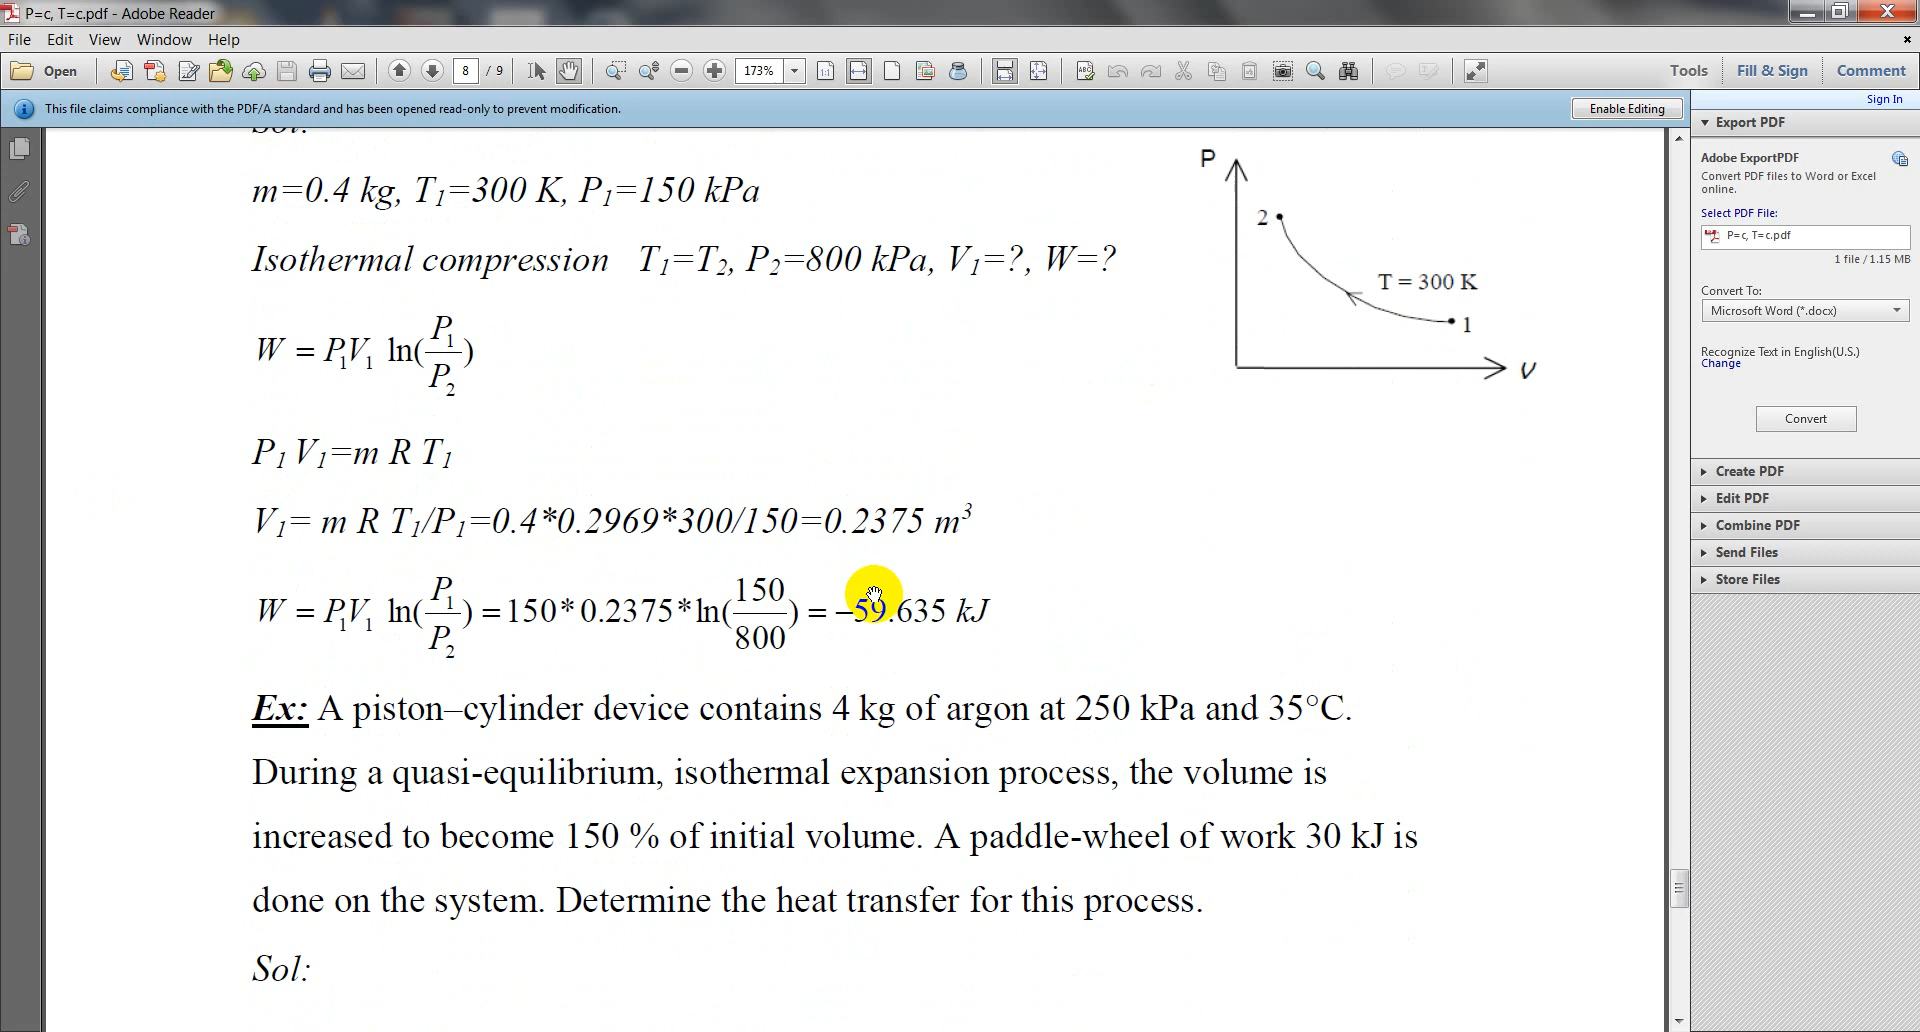 P=c, T=c.pdf - Adobe Reader
File Edit View Window Help
Open 8 / 9 173% Tools Fill & Sign Comment
This file claims compliance with the PDF/A standard and has been opened read-only to prevent modification. Enable Editing
Sign In
Export PDF
Adobe ExportPDF
Convert PDF files to Word or Excel
online.
Select PDF File:
P=c, T=c.pdf
1 file / 1.15 MB
Convert To:
Microsoft Word (*.docx)
Recognize Text in English(U.S.)
Change
Convert
Create PDF
Edit PDF
Combine PDF
Send Files
Store Files
Sol:
m=0.4 kg, T₁=300 K, P₁=150 kPa
Isothermal compression T₁=T₂, P₂=800 kPa, V₁=?, W=?
W = P₁V₁ ln(P₁/P₂)
P₁ V₁=m R T₁
V₁= m R T₁/P₁=0.4*0.2969*300/150=0.2375 m³
W = P₁V₁ ln(P₁/P₂) = 150*0.2375*ln(150/800) = –59.635 kJ
P
2
T = 300 K
1
V
Ex: A piston–cylinder device contains 4 kg of argon at 250 kPa and 35°C.
During a quasi-equilibrium, isothermal expansion process, the volume is
increased to become 150 % of initial volume. A paddle-wheel of work 30 kJ is
done on the system. Determine the heat transfer for this process.
Sol: